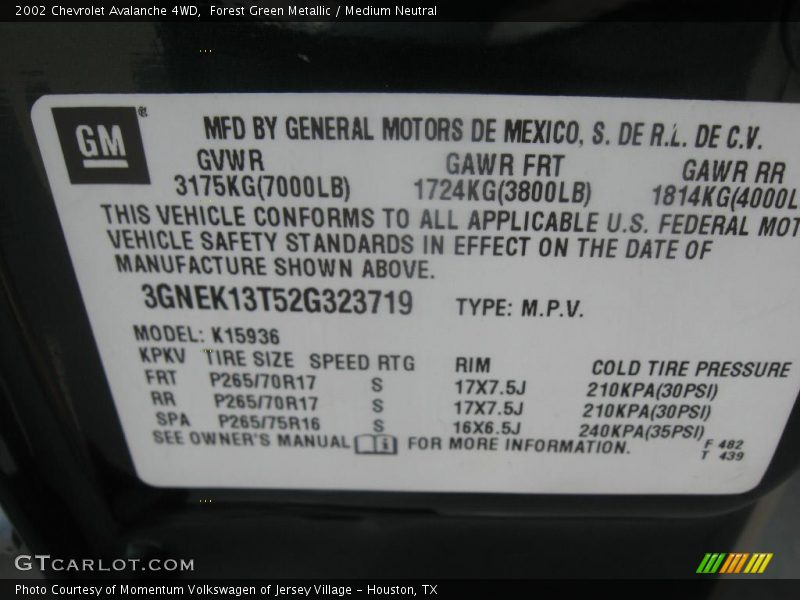 2002 Chevrolet Avalanche 4WD, Forest Green Metallic / Medium Neutral
GM ®
MFD BY GENERAL MOTORS DE MEXICO, S. DE R.L. DE C.V.
GVWR GAWR FRT GAWR RR
3175KG(7000LB) 1724KG(3800LB) 1814KG(4000L
THIS VEHICLE CONFORMS TO ALL APPLICABLE U.S. FEDERAL MOT
VEHICLE SAFETY STANDARDS IN EFFECT ON THE DATE OF
MANUFACTURE SHOWN ABOVE.
3GNEK13T52G323719 TYPE: M.P.V.
MODEL: K15936
KPKV TIRE SIZE SPEED RTG RIM COLD TIRE PRESSURE
FRT P265/70R17 S 17X7.5J 210KPA(30PSI)
RR P265/70R17 S 17X7.5J 210KPA(30PSI)
SPA P265/75R16 S 16X6.5J 240KPA(35PSI)
SEE OWNER'S MANUAL i FOR MORE INFORMATION.
F 482
T 439
GTCARLOT.COM
Photo Courtesy of Momentum Volkswagen of Jersey Village - Houston, TX